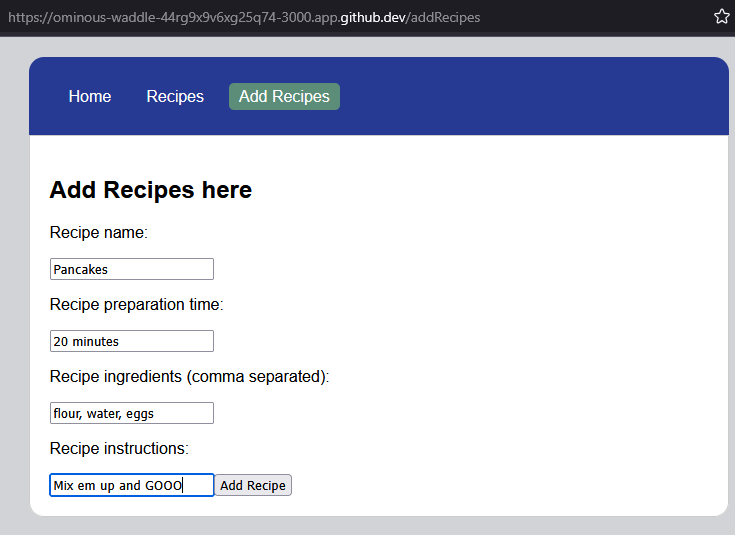 https://ominous-waddle-44rg9x9v6xg25q74-3000.app.github.dev/addRecipes
Home Recipes Add Recipes
Add Recipes here
Recipe name:
Pancakes
Recipe preparation time:
20 minutes
Recipe ingredients (comma separated):
flour, water, eggs
Recipe instructions:
Mix em up and GOOO Add Recipe